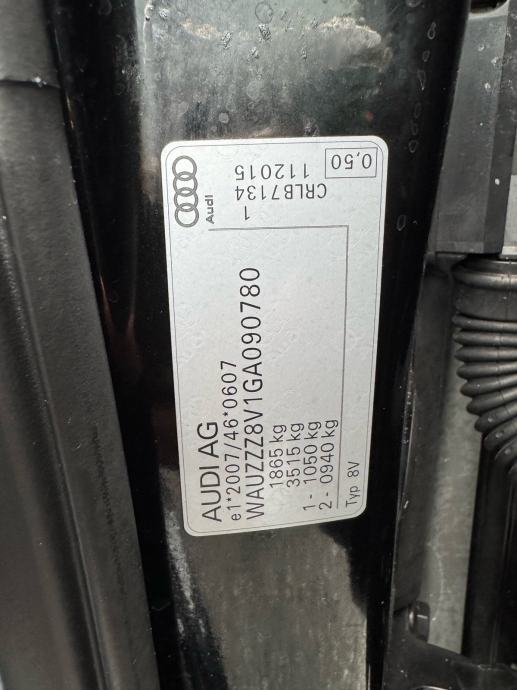 AUDI AG
e1*2007/46*0607
WAUZZZ8V1GA090780
1865 kg
3515 kg
1 - 1050 kg
2 - 0940 kg
Typ 8V
Audi
1
CRLB7134
112015
0,50